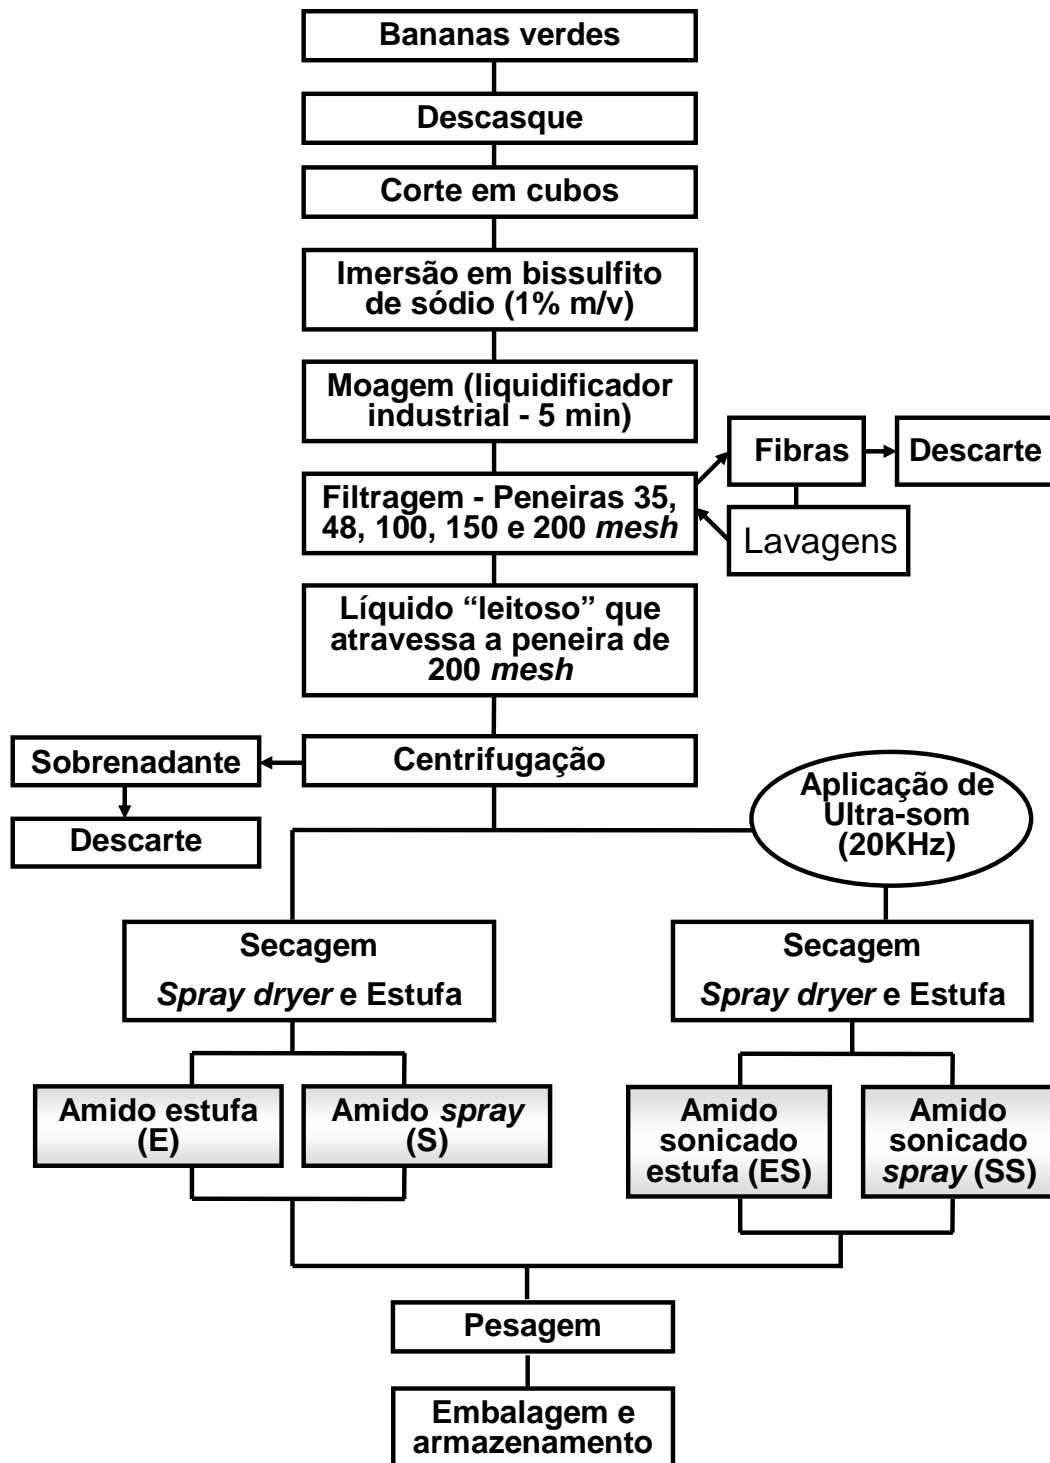 Bananas verdes
Descasque
Corte em cubos
Imersão em bissulfito
de sódio (1% m/v)
Moagem (liquidificador
industrial - 5 min)
Fibras
Descarte
Filtragem - Peneiras 35,
48, 100, 150 e 200 mesh
Lavagens
Líquido “leitoso” que
atravessa a peneira de
200 mesh
Sobrenadante
Centrifugação
Descarte
Aplicação de
Ultra-som
(20KHz)
Secagem
Spray dryer e Estufa
Secagem
Spray dryer e Estufa
Amido estufa
(E)
Amido spray
(S)
Amido
sonicado
estufa (ES)
Amido
sonicado
spray (SS)
Pesagem
Embalagem e
armazenamento